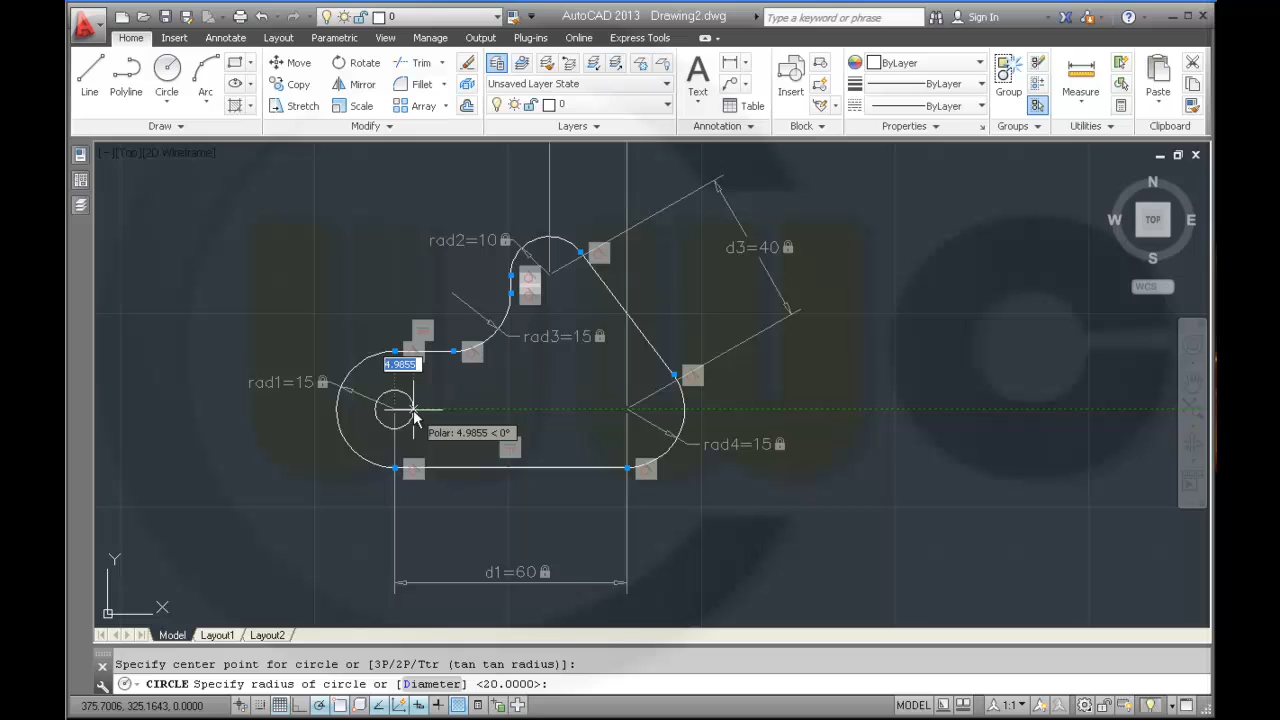 AutoCAD 2013 Drawing2.dwg
0
Type a keyword or phrase
Sign In
Home Insert Annotate Layout Parametric View Manage Output Plug-ins Online Express Tools
Line Polyline Circle Arc
Move Rotate Trim
Copy Mirror Fillet
Stretch Scale Array
Unsaved Layer State
0
Text
Table
Insert
ByLayer
ByLayer
ByLayer
Group
Measure
Paste
Draw Modify Layers Annotation Block Properties Groups Utilities Clipboard
[−][Top][2D Wireframe]
N
W TOP E
S
WCS
rad2=10
d3=40
rad3=15
4.9855
rad1=15
Polar: 4.9855 < 0°
rad4=15
d1=60
Y
X
Model Layout1 Layout2
Specify center point for circle or [3P/2P/Ttr (tan tan radius)]:
CIRCLE Specify radius of circle or [Diameter] <20.0000>:
375.7006, 325.1643, 0.0000
MODEL
1:1